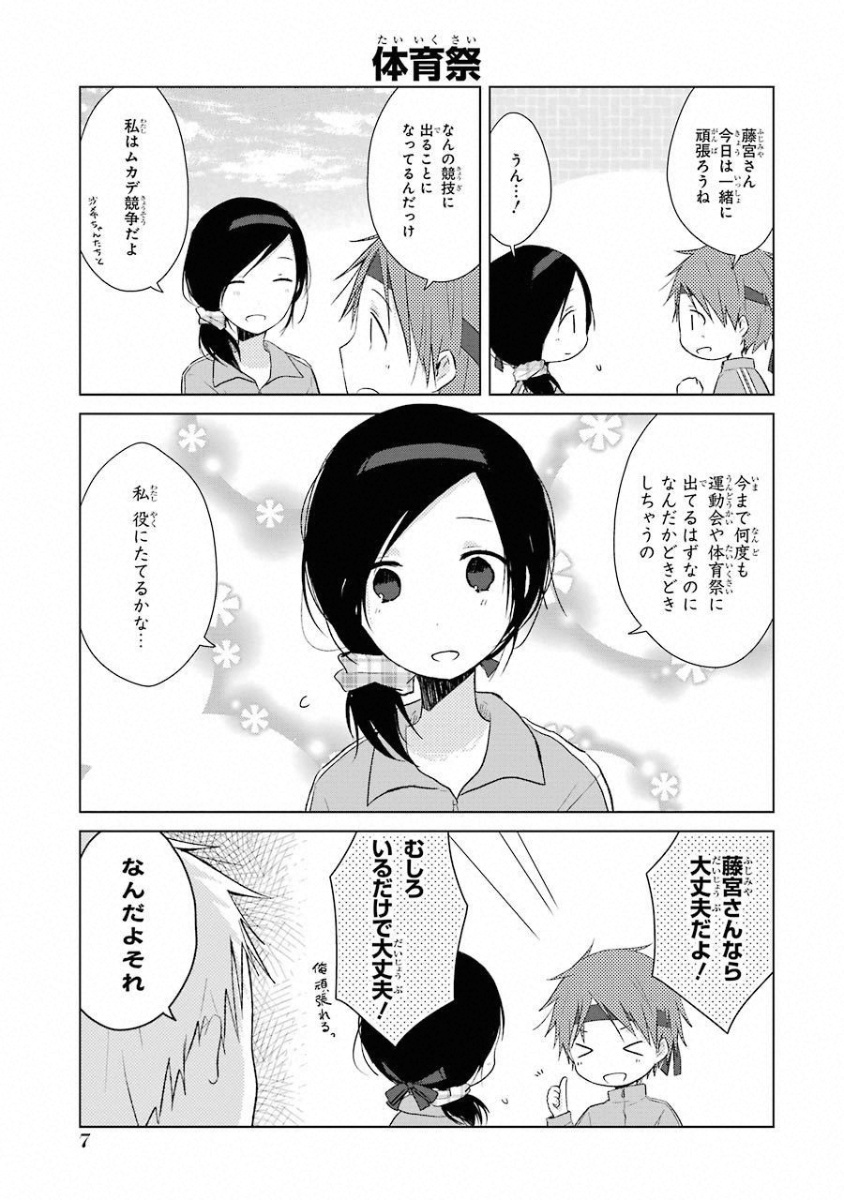 体育祭
藤宮さん
今日は一緒に
頑張ろうね
うん…!
なんの競技に
出ることに
なってるんだっけ
私はムカデ競争だよ
沙希ちゃんたちと
今まで何度も
運動会や体育祭に
出てるはずなのに
なんだかどきどき
しちゃうの
私 役にたてるかな…
藤宮さんなら
大丈夫だよ!
むしろ
いるだけで大丈夫!
俺頑張れる。
なんだよそれ
7